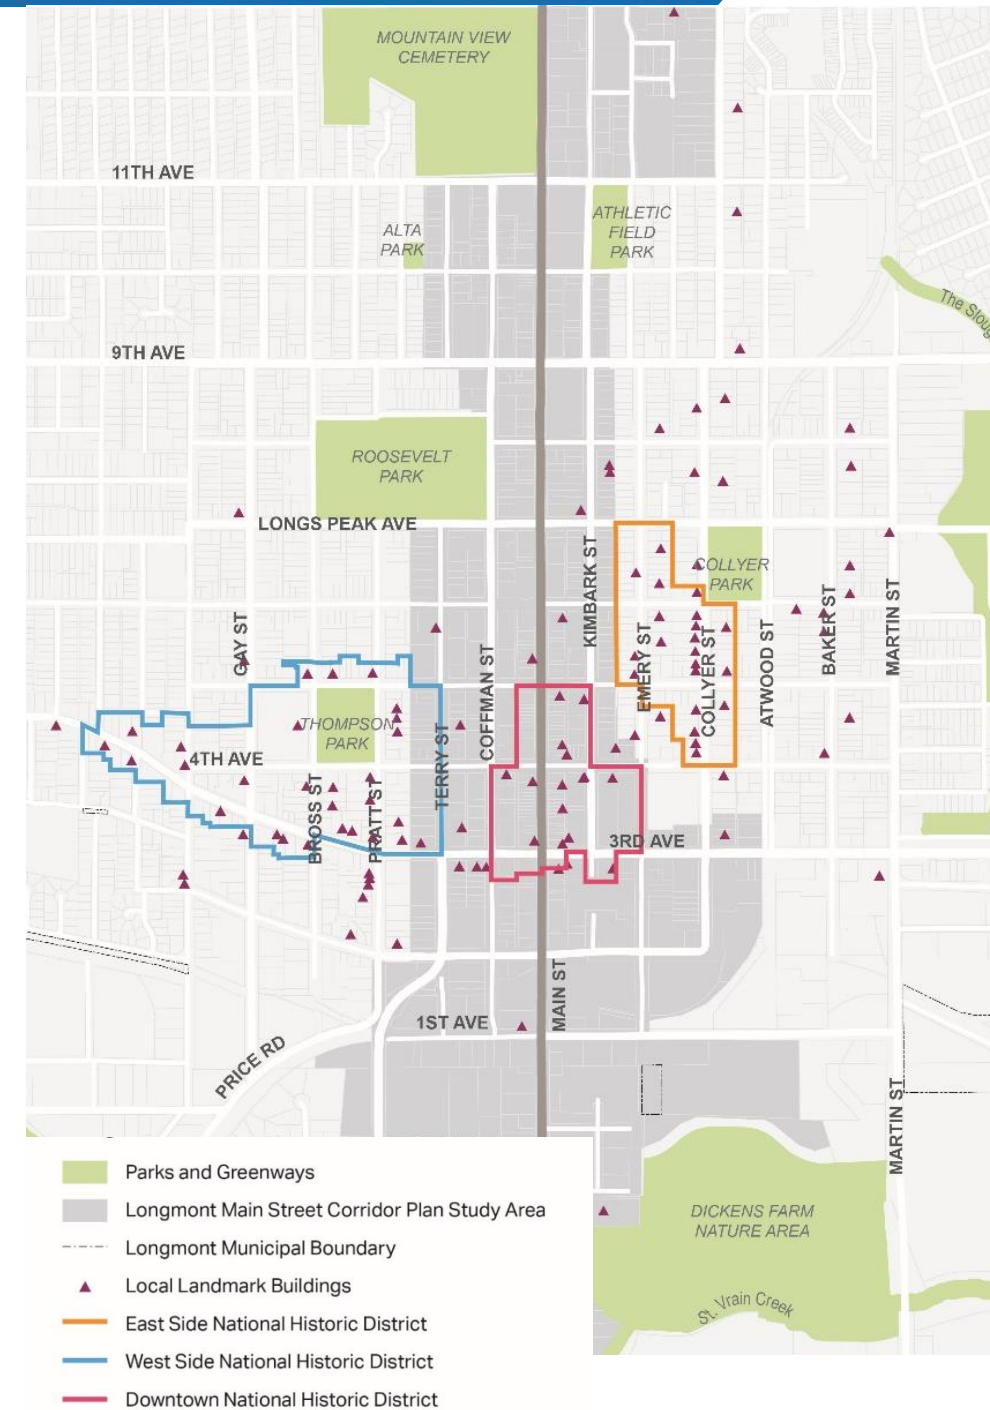 MOUNTAIN VIEW
CEMETERY
11TH AVE
ALTA
PARK
ATHLETIC
FIELD
PARK
9TH AVE
ROOSEVELT
PARK
LONGS PEAK AVE
KIMBARK ST
COLLYER
PARK
GAY ST
COFFMAN ST
EMERY ST
COLLYER ST
ATWOOD ST
BAKER ST
MARTIN ST
THOMPSON
PARK
4TH AVE
TERRY ST
BROSS ST
PRATT ST
3RD AVE
MAIN ST
1ST AVE
PRICE RD
MARTIN ST
DICKENS FARM
NATURE AREA
St. Vrain Creek
Parks and Greenways
Longmont Main Street Corridor Plan Study Area
Longmont Municipal Boundary
Local Landmark Buildings
East Side National Historic District
West Side National Historic District
Downtown National Historic District